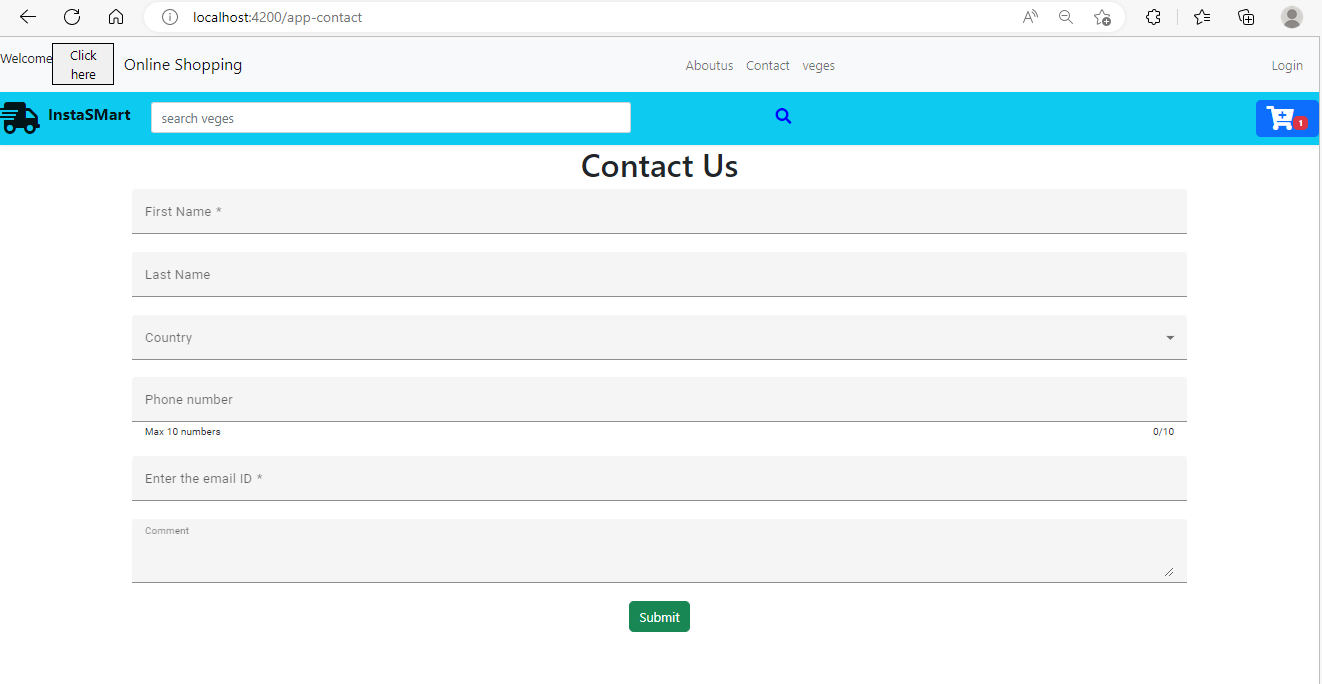 localhost:4200/app-contact
Welcome
Click
here
Online Shopping
Aboutus Contact veges
Login
InstaSMart
search veges
1
Contact Us
First Name *
Last Name
Country
Phone number
Max 10 numbers 0/10
Enter the email ID *
Comment
Submit